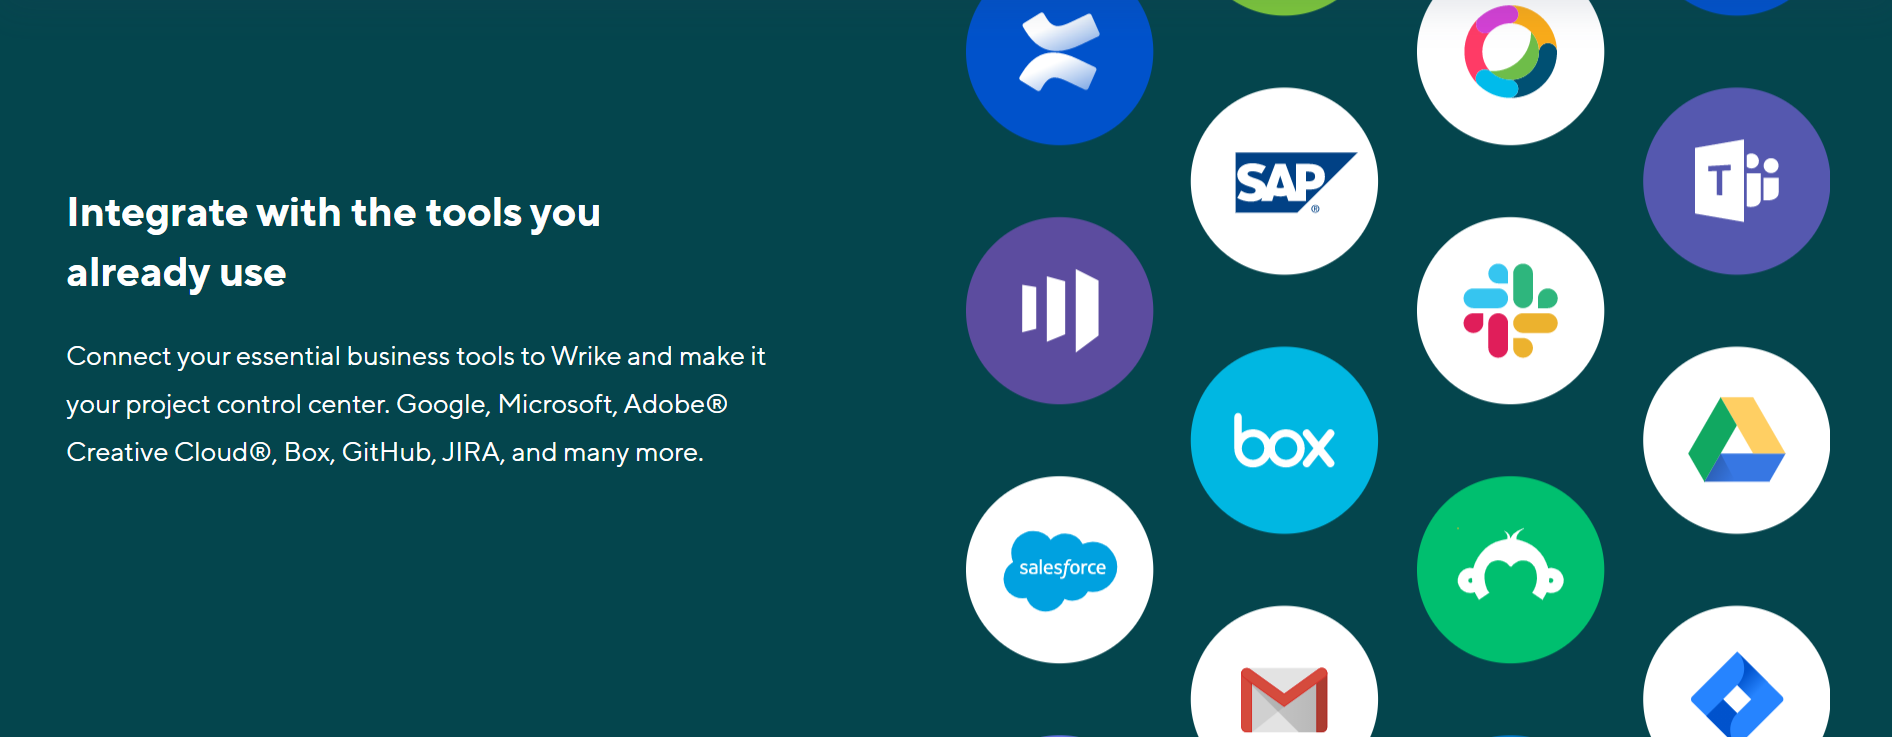 Integrate with the tools you
already use
Connect your essential business tools to Wrike and make it
your project control center. Google, Microsoft, Adobe®
Creative Cloud®, Box, GitHub, JIRA, and many more.
SAP®
T
box
salesforce